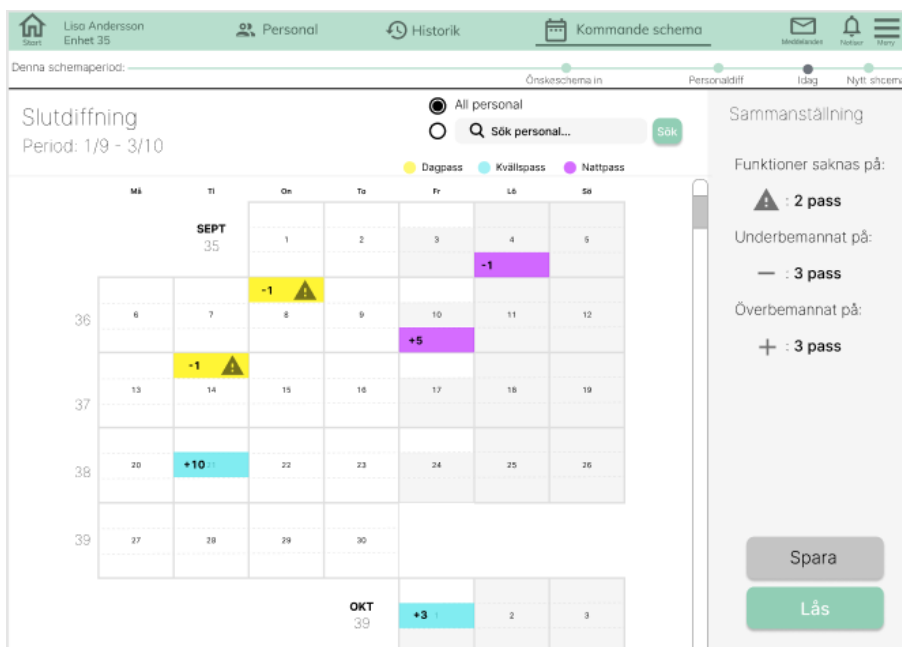 Lisa Andersson
Enhet 35
Start
Personal
Historik
Kommande schema
Meddelanden
Notiser
Meny
Denna schemaperiod:
Önskeschema in
Personaldiff
Idag
Nytt shcema
Slutdiffning
Period: 1/9 - 3/10
All personal
Sök personal...
Sök
Dagpass
Kvällspass
Nattpass
Må Ti On To Fr Lö Sö
SEPT
35
1 2 3 4 5
-1
-1
36
6 7 8 9 10 11 12
+5
-1
37
13 14 15 16 17 18 19
38
20 +10 21 22 23 24 25 26
39
27 28 29 30
OKT
39
+3 1 2 3
Sammanställning
Funktioner saknas på:
: 2 pass
Underbemannat på:
— : 3 pass
Överbemannat på:
+ : 3 pass
Spara
Lås